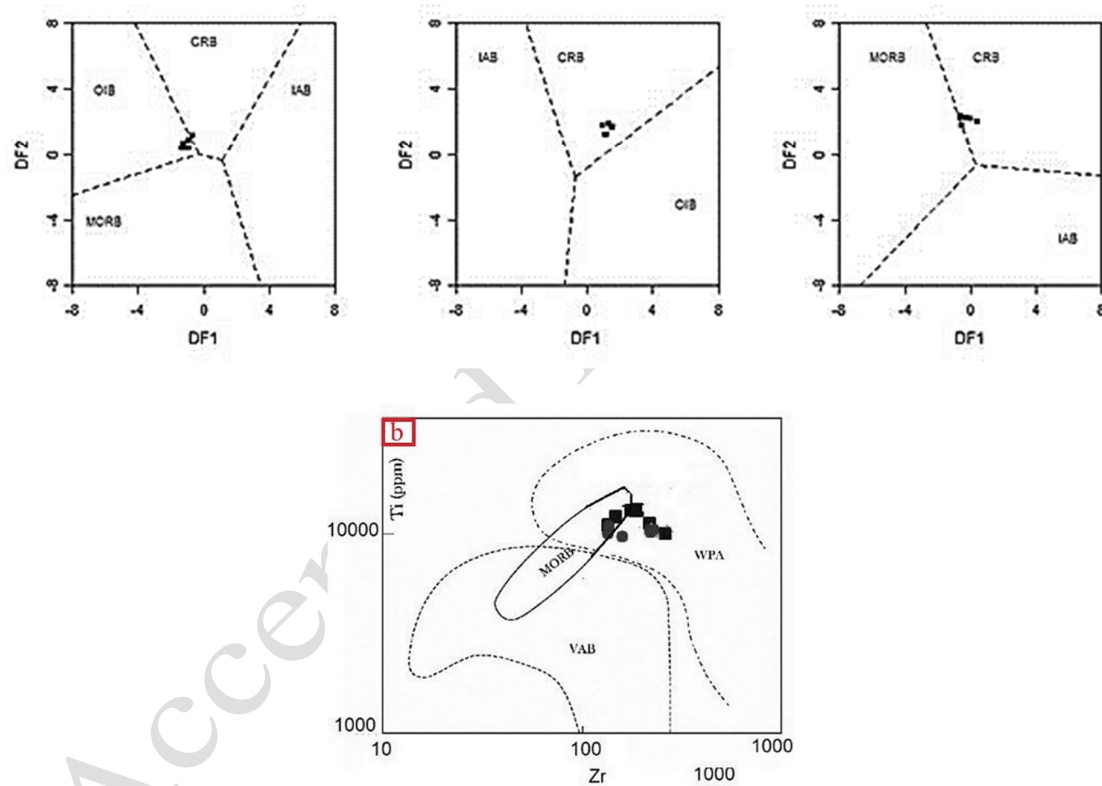 8
4
0
-4
-8
DF2
CRB
OIB
IAB
MORB
-8 -4 0 4 8
DF1
8
4
0
-4
-8
DF2
IAB
CRB
OIB
-8 -4 0 4 8
DF1
8
4
0
-4
-8
DF2
MORB
CRB
IAB
-8 -4 0 4 8
DF1
b
Ti (ppm)
10000
MORB
WPA
VAB
1000
10 100 1000
Zr
1000